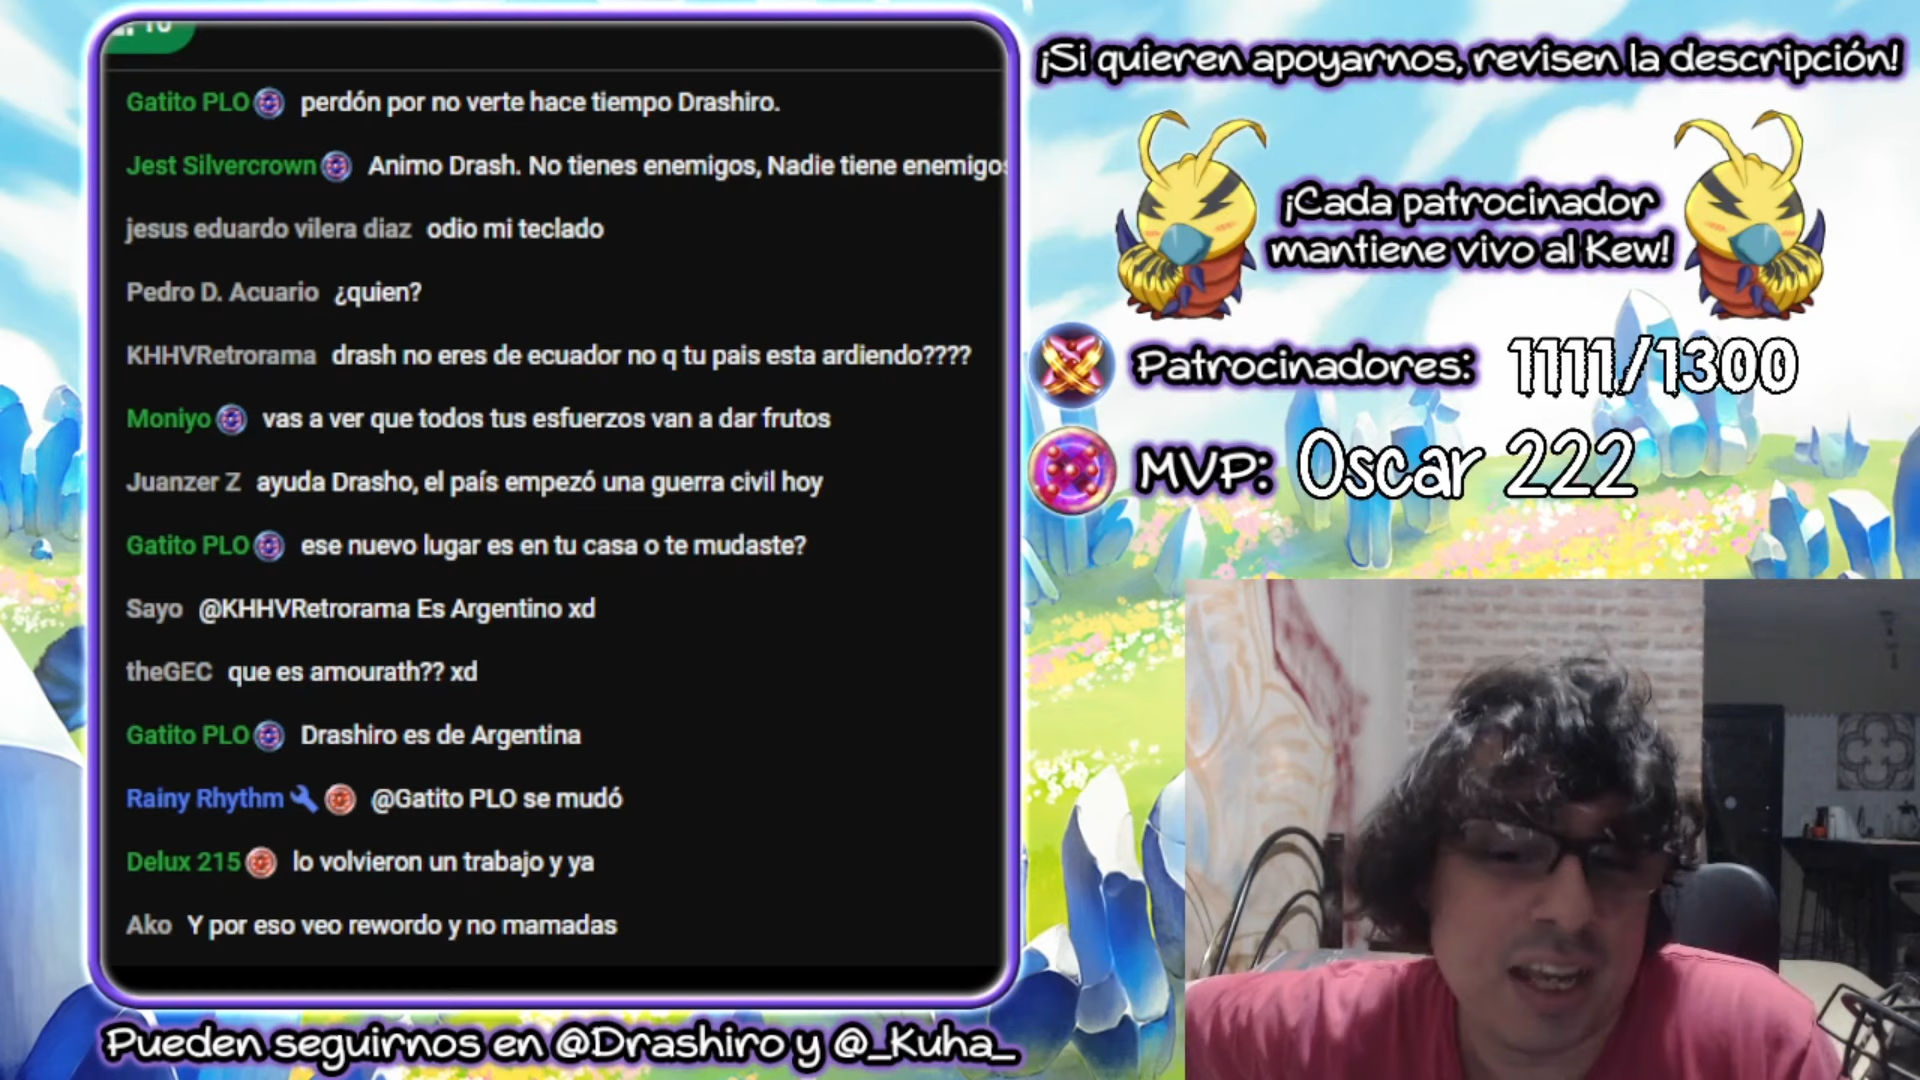 10
Gatito PLO perdón por no verte hace tiempo Drashiro.
Jest Silvercrown Animo Drash. No tienes enemigos, Nadie tiene enemigos
jesus eduardo vilera diaz odio mi teclado
Pedro D. Acuario ¿quien?
KHHVRetrorama drash no eres de ecuador no q tu pais esta ardiendo????
Moniyo vas a ver que todos tus esfuerzos van a dar frutos
Juanzer Z ayuda Drasho, el país empezó una guerra civil hoy
Gatito PLO ese nuevo lugar es en tu casa o te mudaste?
Sayo @KHHVRetrorama Es Argentino xd
theGEC que es amourath?? xd
Gatito PLO Drashiro es de Argentina
Rainy Rhythm @Gatito PLO se mudó
Delux 215 lo volvieron un trabajo y ya
Ako Y por eso veo rewordo y no mamadas
Pueden seguirnos en @Drashiro y @_Kuha_
¡Si quieren apoyarnos, revisen la descripción!
¡Cada patrocinador
mantiene vivo al Kew!
Patrocinadores: 1111/1300
MVP: Oscar 222